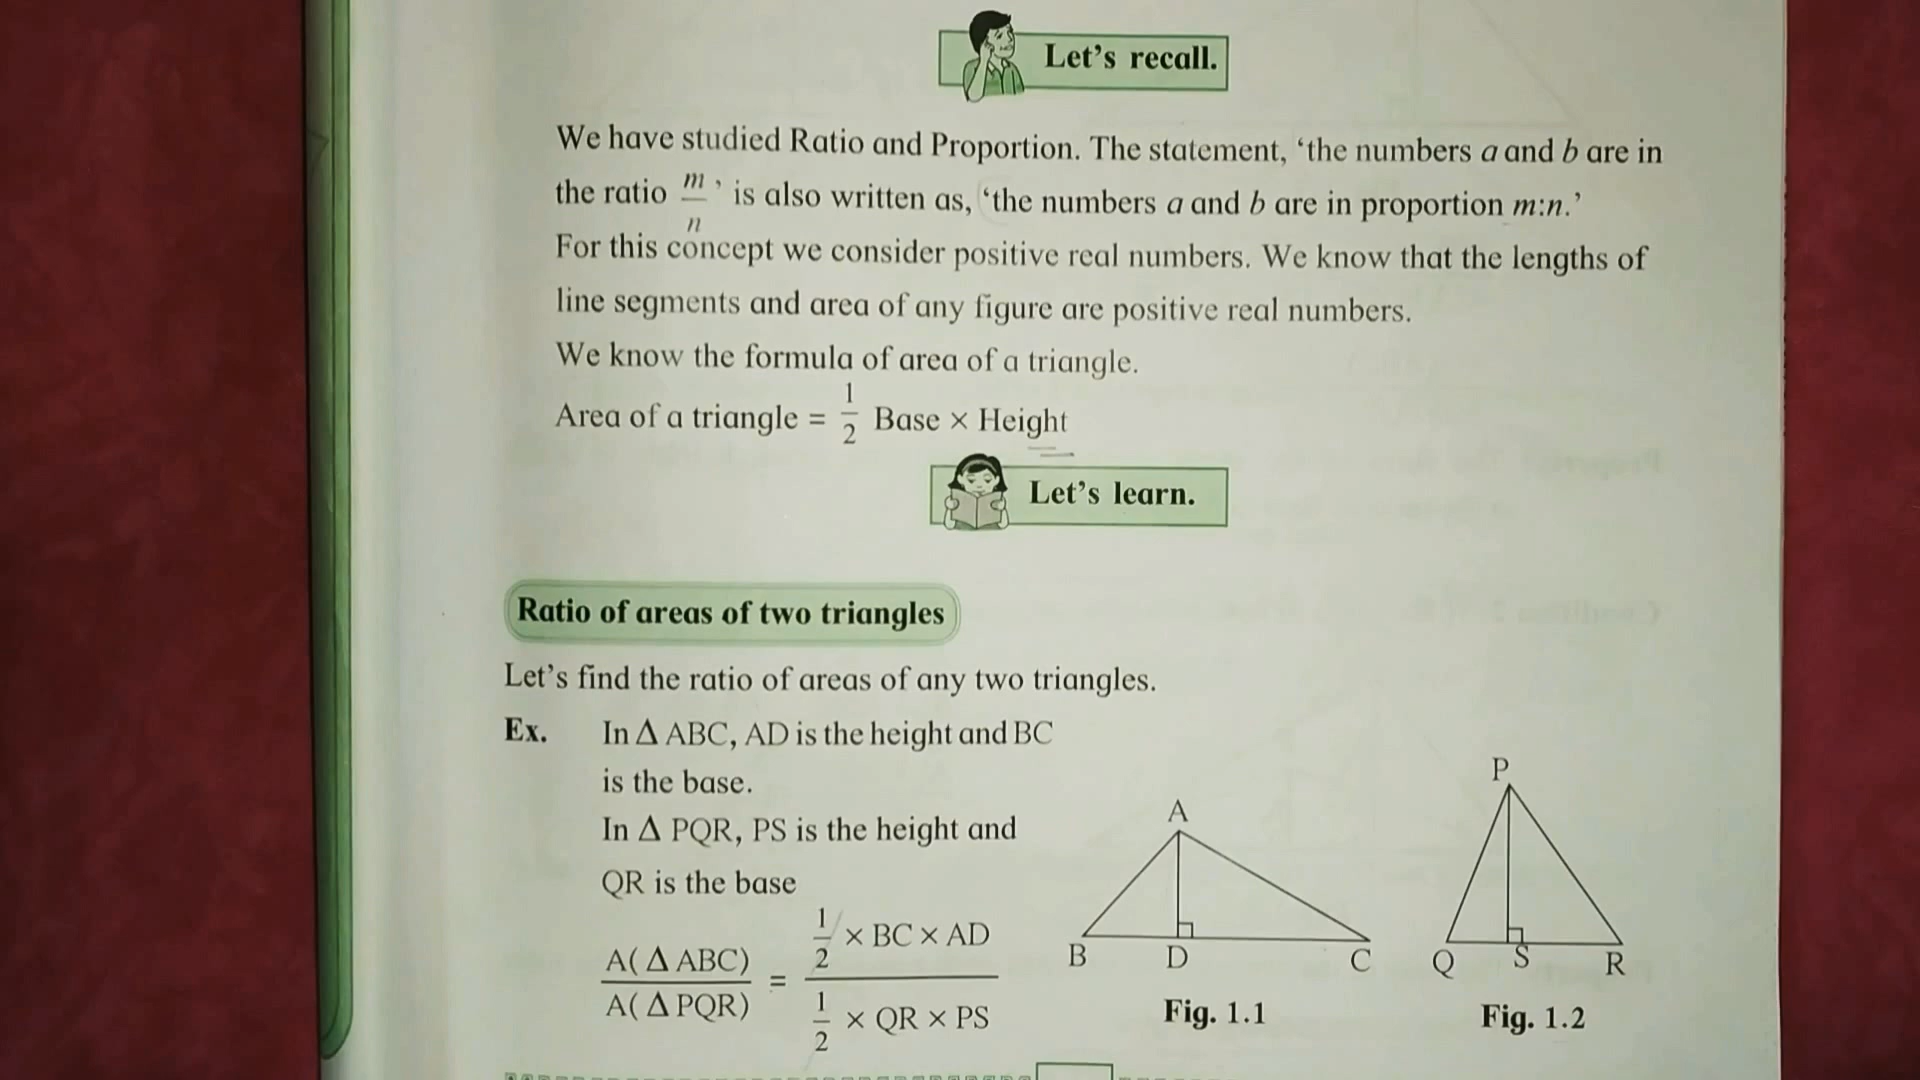 Let's recall.
We have studied Ratio and Proportion. The statement, ‘the numbers a and b are in
the ratio m/n’ is also written as, ‘the numbers a and b are in proportion m:n.’
For this concept we consider positive real numbers. We know that the lengths of
line segments and area of any figure are positive real numbers.
We know the formula of area of a triangle.
Area of a triangle = 1/2 Base × Height
Let's learn.
Ratio of areas of two triangles
Let's find the ratio of areas of any two triangles.
Ex. In Δ ABC, AD is the height and BC
is the base.
In Δ PQR, PS is the height and
QR is the base
A(Δ ABC) / A(Δ PQR) = 1/2 × BC × AD / 1/2 × QR × PS
A
B D C
Fig. 1.1
P
Q S R
Fig. 1.2